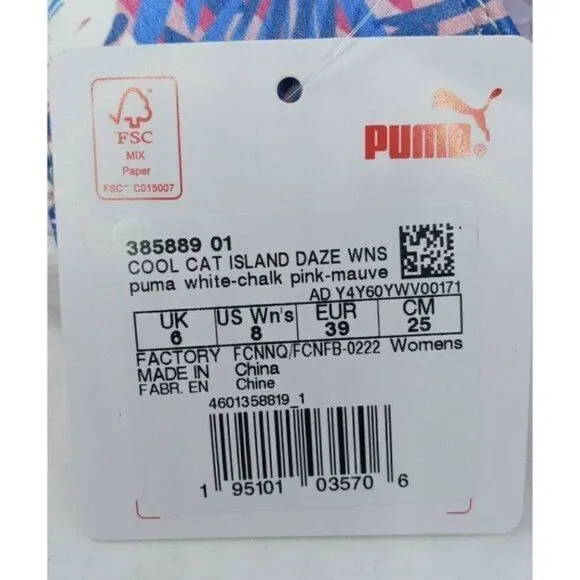 FSC
MIX
Paper
FSC™ C015007
PUMA®
385889 01
COOL CAT ISLAND DAZE WNS
puma white-chalk pink-mauve
AD Y4Y60YWV00171
UK US Wn's EUR CM
6 8 39 25
FACTORY FCNNQ/FCNFB-0222 Womens
MADE IN China
FABR. EN Chine
4601358819_1
1 95101 03570 6